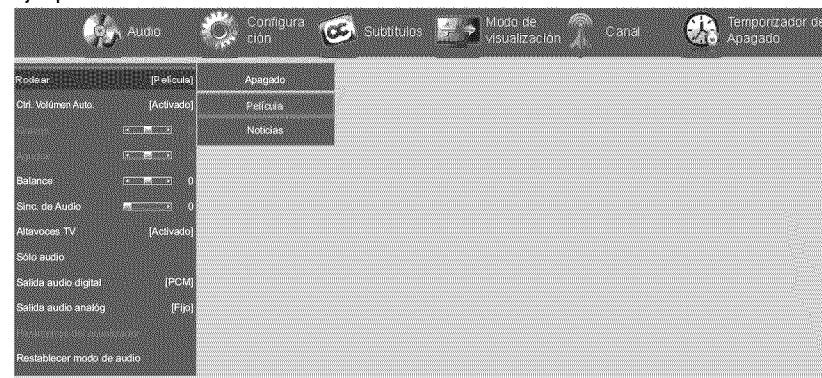 Audio
Configura
ción
Subtítulos
Modo de
visualización
Canal
Temporizador de
Apagado
Rodear [Película]
Ctrl. Volúmen Auto. [Activado]
Balance 0
Sinc. de Audio 0
Altavoces TV [Activado]
Sólo audio
Salida audio digital [PCM]
Salida audio analóg [Fijo]
Restablecer modo de audio
Apagado
Película
Noticias